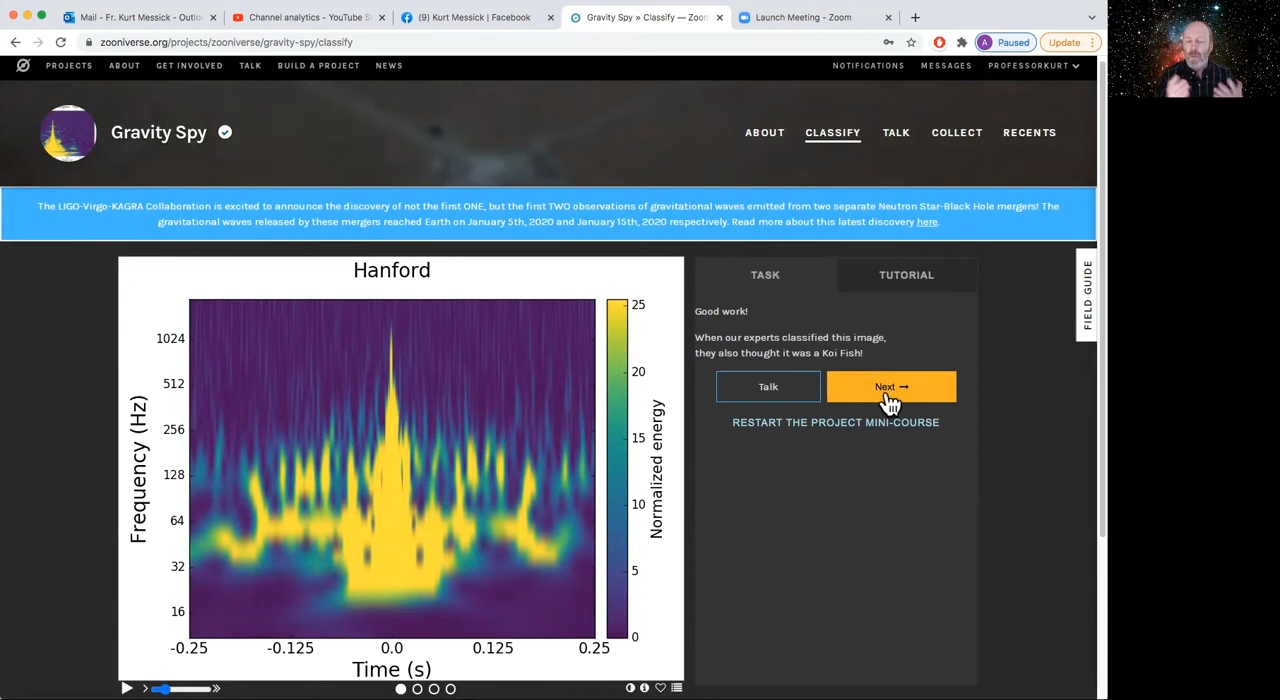 Mail - Fr. Kurt Messick - Outloo
Channel analytics - YouTube S
(9) Kurt Messick | Facebook
Gravity Spy » Classify — Zoon
Launch Meeting - Zoom
zooniverse.org/projects/zooniverse/gravity-spy/classify
A Paused
Update
PROJECTS ABOUT GET INVOLVED TALK BUILD A PROJECT NEWS NOTIFICATIONS MESSAGES PROFESSORKURT
Gravity Spy
ABOUT CLASSIFY TALK COLLECT RECENTS
The LIGO-Virgo-KAGRA Collaboration is excited to announce the discovery of not the first ONE, but the first TWO observations of gravitational waves emitted from two separate Neutron Star-Black Hole mergers! The
gravitational waves released by these mergers reached Earth on January 5th, 2020 and January 15th, 2020 respectively. Read more about this latest discovery here.
FIELD GUIDE
Hanford
1024
512
256
128
64
32
16
Frequency (Hz)
-0.25 -0.125 0.0 0.125 0.25
Time (s)
25
20
15
10
5
0
Normalized energy
TASK TUTORIAL
Good work!
When our experts classified this image,
they also thought it was a Koi Fish!
Talk
Next →
RESTART THE PROJECT MINI-COURSE